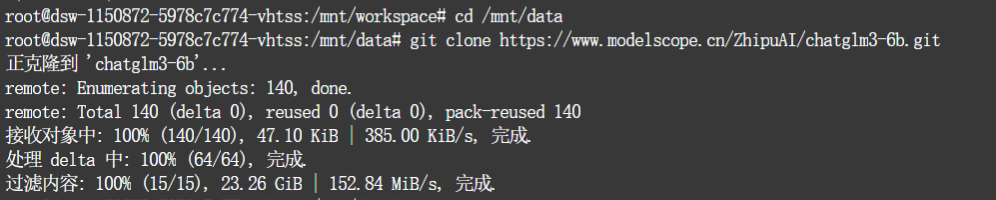 root@dsw-1150872-5978c7c774-vhtss:/mnt/workspace# cd /mnt/data
root@dsw-1150872-5978c7c774-vhtss:/mnt/data# git clone https://www.modelscope.cn/ZhipuAI/chatglm3-6b.git
正克隆到 'chatglm3-6b'...
remote: Enumerating objects: 140, done.
remote: Total 140 (delta 0), reused 0 (delta 0), pack-reused 140
接收对象中: 100% (140/140), 47.10 KiB | 385.00 KiB/s, 完成.
处理 delta 中: 100% (64/64), 完成.
过滤内容: 100% (15/15), 23.26 GiB | 152.84 MiB/s, 完成.